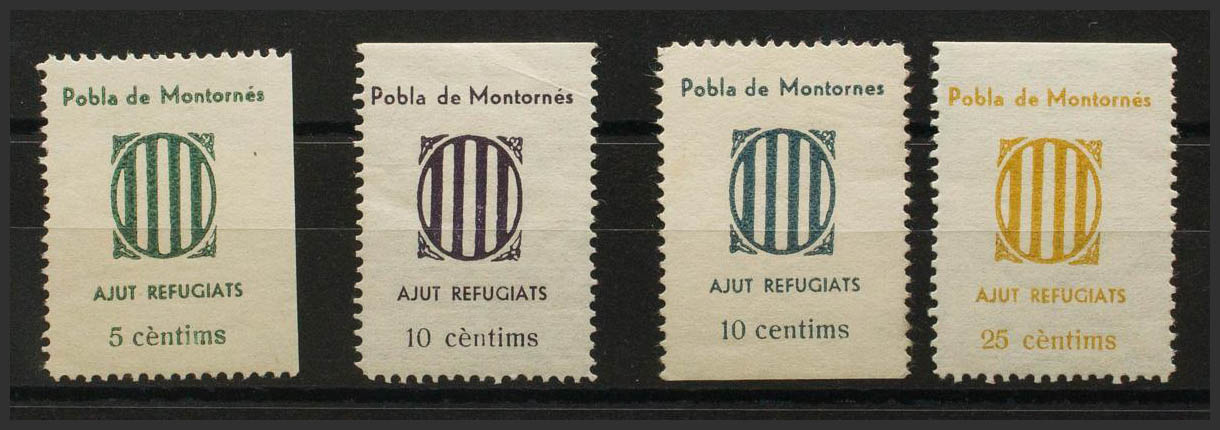 Pobla de Montornés
AJUT REFUGIATS
5 cèntims
Pobla de Montornés
AJUT REFUGIATS
10 cèntims
Pobla de Montornes
AJUT REFUGIATS
10 centims
Pobla de Montornés
AJUT REFUGIATS
25 cèntims